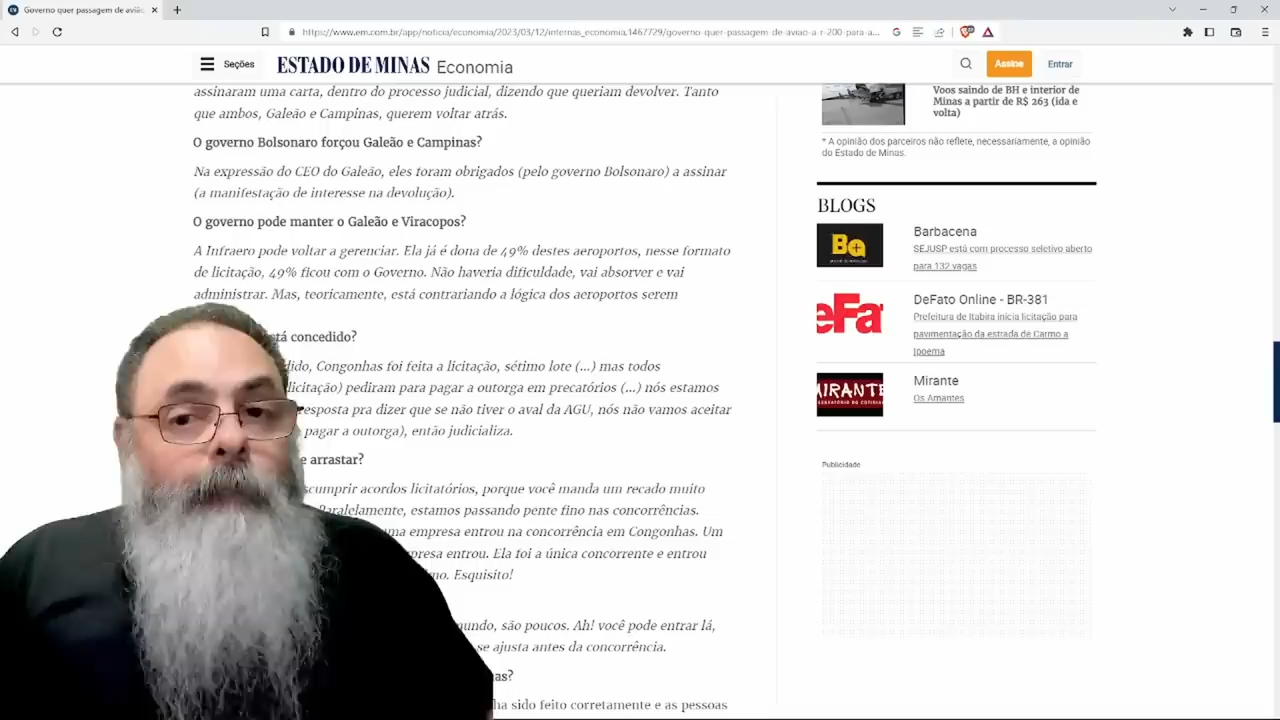 Governo quer passagem de aviã
https://www.em.com.br/app/noticia/economia/2023/03/12/internas_economia,1467729/governo-quer-passagem-de-aviao-a-r-200-para-a...
Seções
ESTADO DE MINAS Economia
Assine
Entrar
assinaram uma carta, dentro do processo judicial, dizendo que queriam devolver. Tanto
que ambos, Galeão e Campinas, querem voltar atrás.
O governo Bolsonaro forçou Galeão e Campinas?
Na expressão do CEO do Galeão, eles foram obrigados (pelo governo Bolsonaro) a assinar
(a manifestação de interesse na devolução).
O governo pode manter o Galeão e Viracopos?
A Infraero pode voltar a gerenciar. Ela já é dona de 49% destes aeroportos, nesse formato
de licitação, 49% ficou com o Governo. Não haveria dificuldade, vai absorver e vai
administrar. Mas, teoricamente, está contrariando a lógica dos aeroportos serem
tá concedido?
dido, Congonhas foi feita a licitação, sétimo lote (...) mas todos
licitação) pediram para pagar a outorga em precatórios (...) nós estamos
esposta pra dizer que se não tiver o aval da AGU, nós não vamos aceitar
pagar a outorga), então judicializa.
e arrastar?
scumprir acordos licitatórios, porque você manda um recado muito
Paralelamente, estamos passando pente fino nas concorrências.
ma empresa entrou na concorrência em Congonhas. Um
presa entrou. Ela foi a única concorrente e entrou
mo. Esquisito!
mundo, são poucos. Ah! você pode entrar lá,
se ajusta antes da concorrência.
as?
ha sido feito corretamente e as pessoas
Voos saindo de BH e interior de
Minas a partir de R$ 263 (ida e
volta)
* A opinião dos parceiros não reflete, necessariamente, a opinião
do Estado de Minas.
BLOGS
Ba
Barbacena
SEJUSP está com processo seletivo aberto
para 132 vagas
eFa
DeFato Online - BR-381
Prefeitura de Itabira inicia licitação para
pavimentação da estrada de Carmo a
Ipoema
MIRANTE
Mirante
Os Amantes
Publicidade